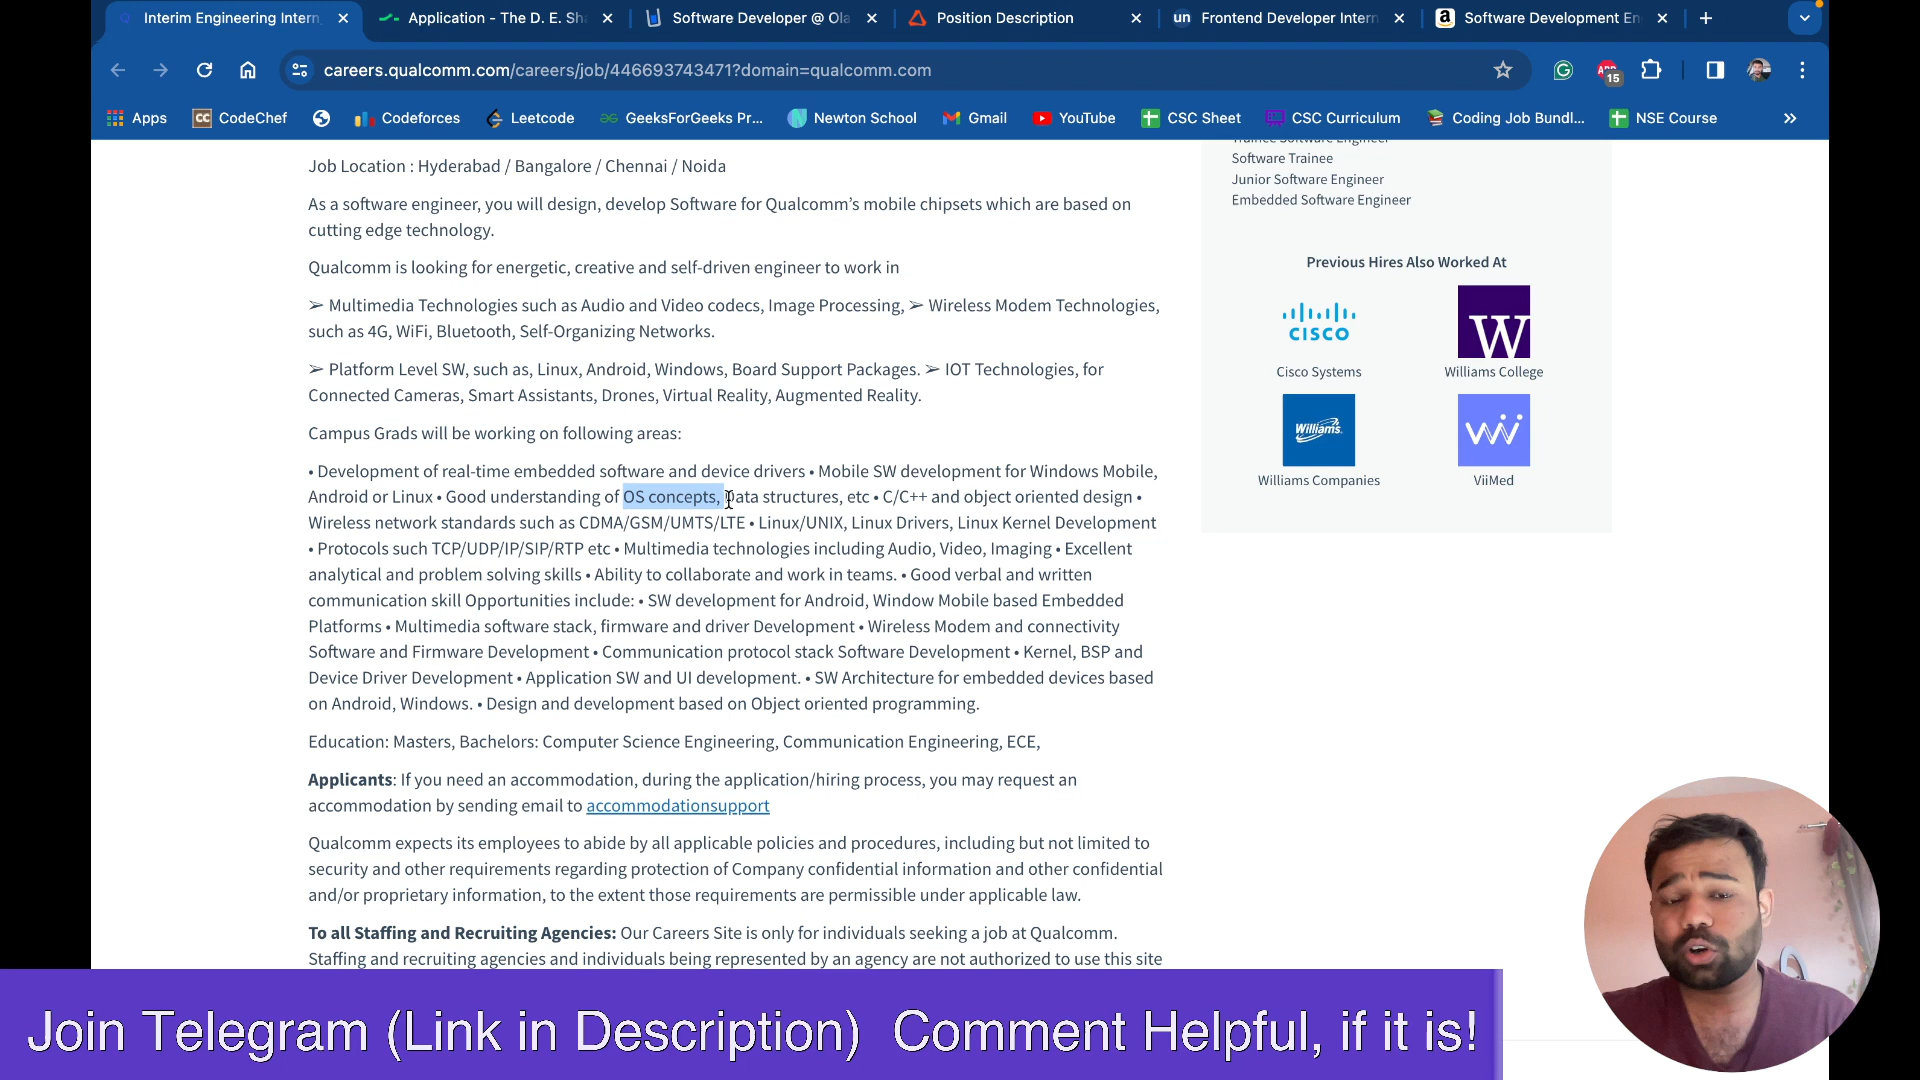 Interim Engineering Intern
Application - The D. E. Sh
Software Developer @ Ola
Position Description
un
Frontend Developer Intern
a
Software Development En
careers.qualcomm.com/careers/job/446693743471?domain=qualcomm.com
15
Apps
CC
CodeChef
Codeforces
Leetcode
GeeksForGeeks Pr...
Newton School
Gmail
YouTube
CSC Sheet
CSC Curriculum
Coding Job Bundl...
NSE Course
»
Job Location : Hyderabad / Bangalore / Chennai / Noida
As a software engineer, you will design, develop Software for Qualcomm’s mobile chipsets which are based on
cutting edge technology.
Qualcomm is looking for energetic, creative and self-driven engineer to work in
➢ Multimedia Technologies such as Audio and Video codecs, Image Processing, ➢ Wireless Modem Technologies,
such as 4G, WiFi, Bluetooth, Self-Organizing Networks.
➢ Platform Level SW, such as, Linux, Android, Windows, Board Support Packages. ➢ IOT Technologies, for
Connected Cameras, Smart Assistants, Drones, Virtual Reality, Augmented Reality.
Campus Grads will be working on following areas:
• Development of real-time embedded software and device drivers • Mobile SW development for Windows Mobile,
Android or Linux • Good understanding of OS concepts, Data structures, etc • C/C++ and object oriented design •
Wireless network standards such as CDMA/GSM/UMTS/LTE • Linux/UNIX, Linux Drivers, Linux Kernel Development
• Protocols such TCP/UDP/IP/SIP/RTP etc • Multimedia technologies including Audio, Video, Imaging • Excellent
analytical and problem solving skills • Ability to collaborate and work in teams. • Good verbal and written
communication skill Opportunities include: • SW development for Android, Window Mobile based Embedded
Platforms • Multimedia software stack, firmware and driver Development • Wireless Modem and connectivity
Software and Firmware Development • Communication protocol stack Software Development • Kernel, BSP and
Device Driver Development • Application SW and UI development. • SW Architecture for embedded devices based
on Android, Windows. • Design and development based on Object oriented programming.
Education: Masters, Bachelors: Computer Science Engineering, Communication Engineering, ECE,
Applicants: If you need an accommodation, during the application/hiring process, you may request an
accommodation by sending email to accommodationsupport
Qualcomm expects its employees to abide by all applicable policies and procedures, including but not limited to
security and other requirements regarding protection of Company confidential information and other confidential
and/or proprietary information, to the extent those requirements are permissible under applicable law.
To all Staffing and Recruiting Agencies: Our Careers Site is only for individuals seeking a job at Qualcomm.
Staffing and recruiting agencies and individuals being represented by an agency are not authorized to use this site
Trainee Software Engineer
Software Trainee
Junior Software Engineer
Embedded Software Engineer
Previous Hires Also Worked At
CISCO
W
Cisco Systems
Williams College
Williams
Williams Companies
ViiMed
Join Telegram (Link in Description) Comment Helpful, if it is!